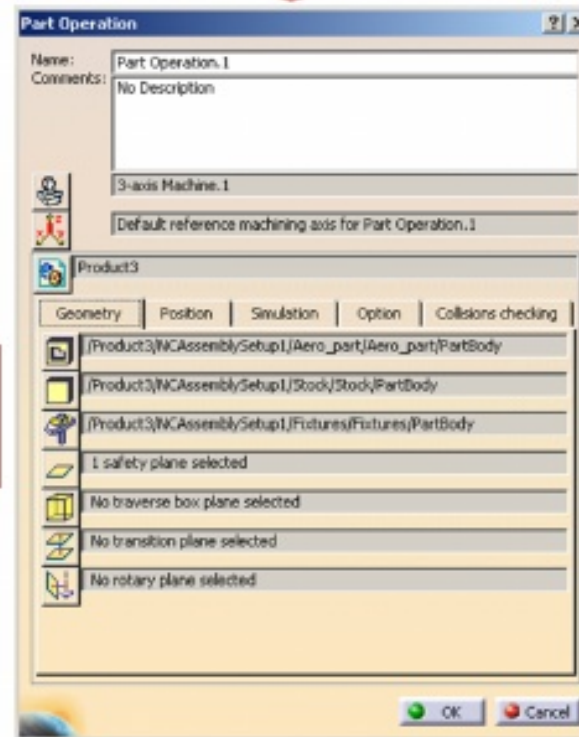 Part Operation
Name: Part Operation.1
Comments: No Description
3-axis Machine.1
Default reference machining axis for Part Operation.1
Product3
Geometry Position Simulation Option Collisions checking
/Product3/NCAssemblySetup1/Aero_part/Aero_part/PartBody
/Product3/NCAssemblySetup1/Stock/Stock/PartBody
/Product3/NCAssemblySetup1/Fixtures/Fixtures/PartBody
1 safety plane selected
No traverse box plane selected
No transition plane selected
No rotary plane selected
OK Cancel